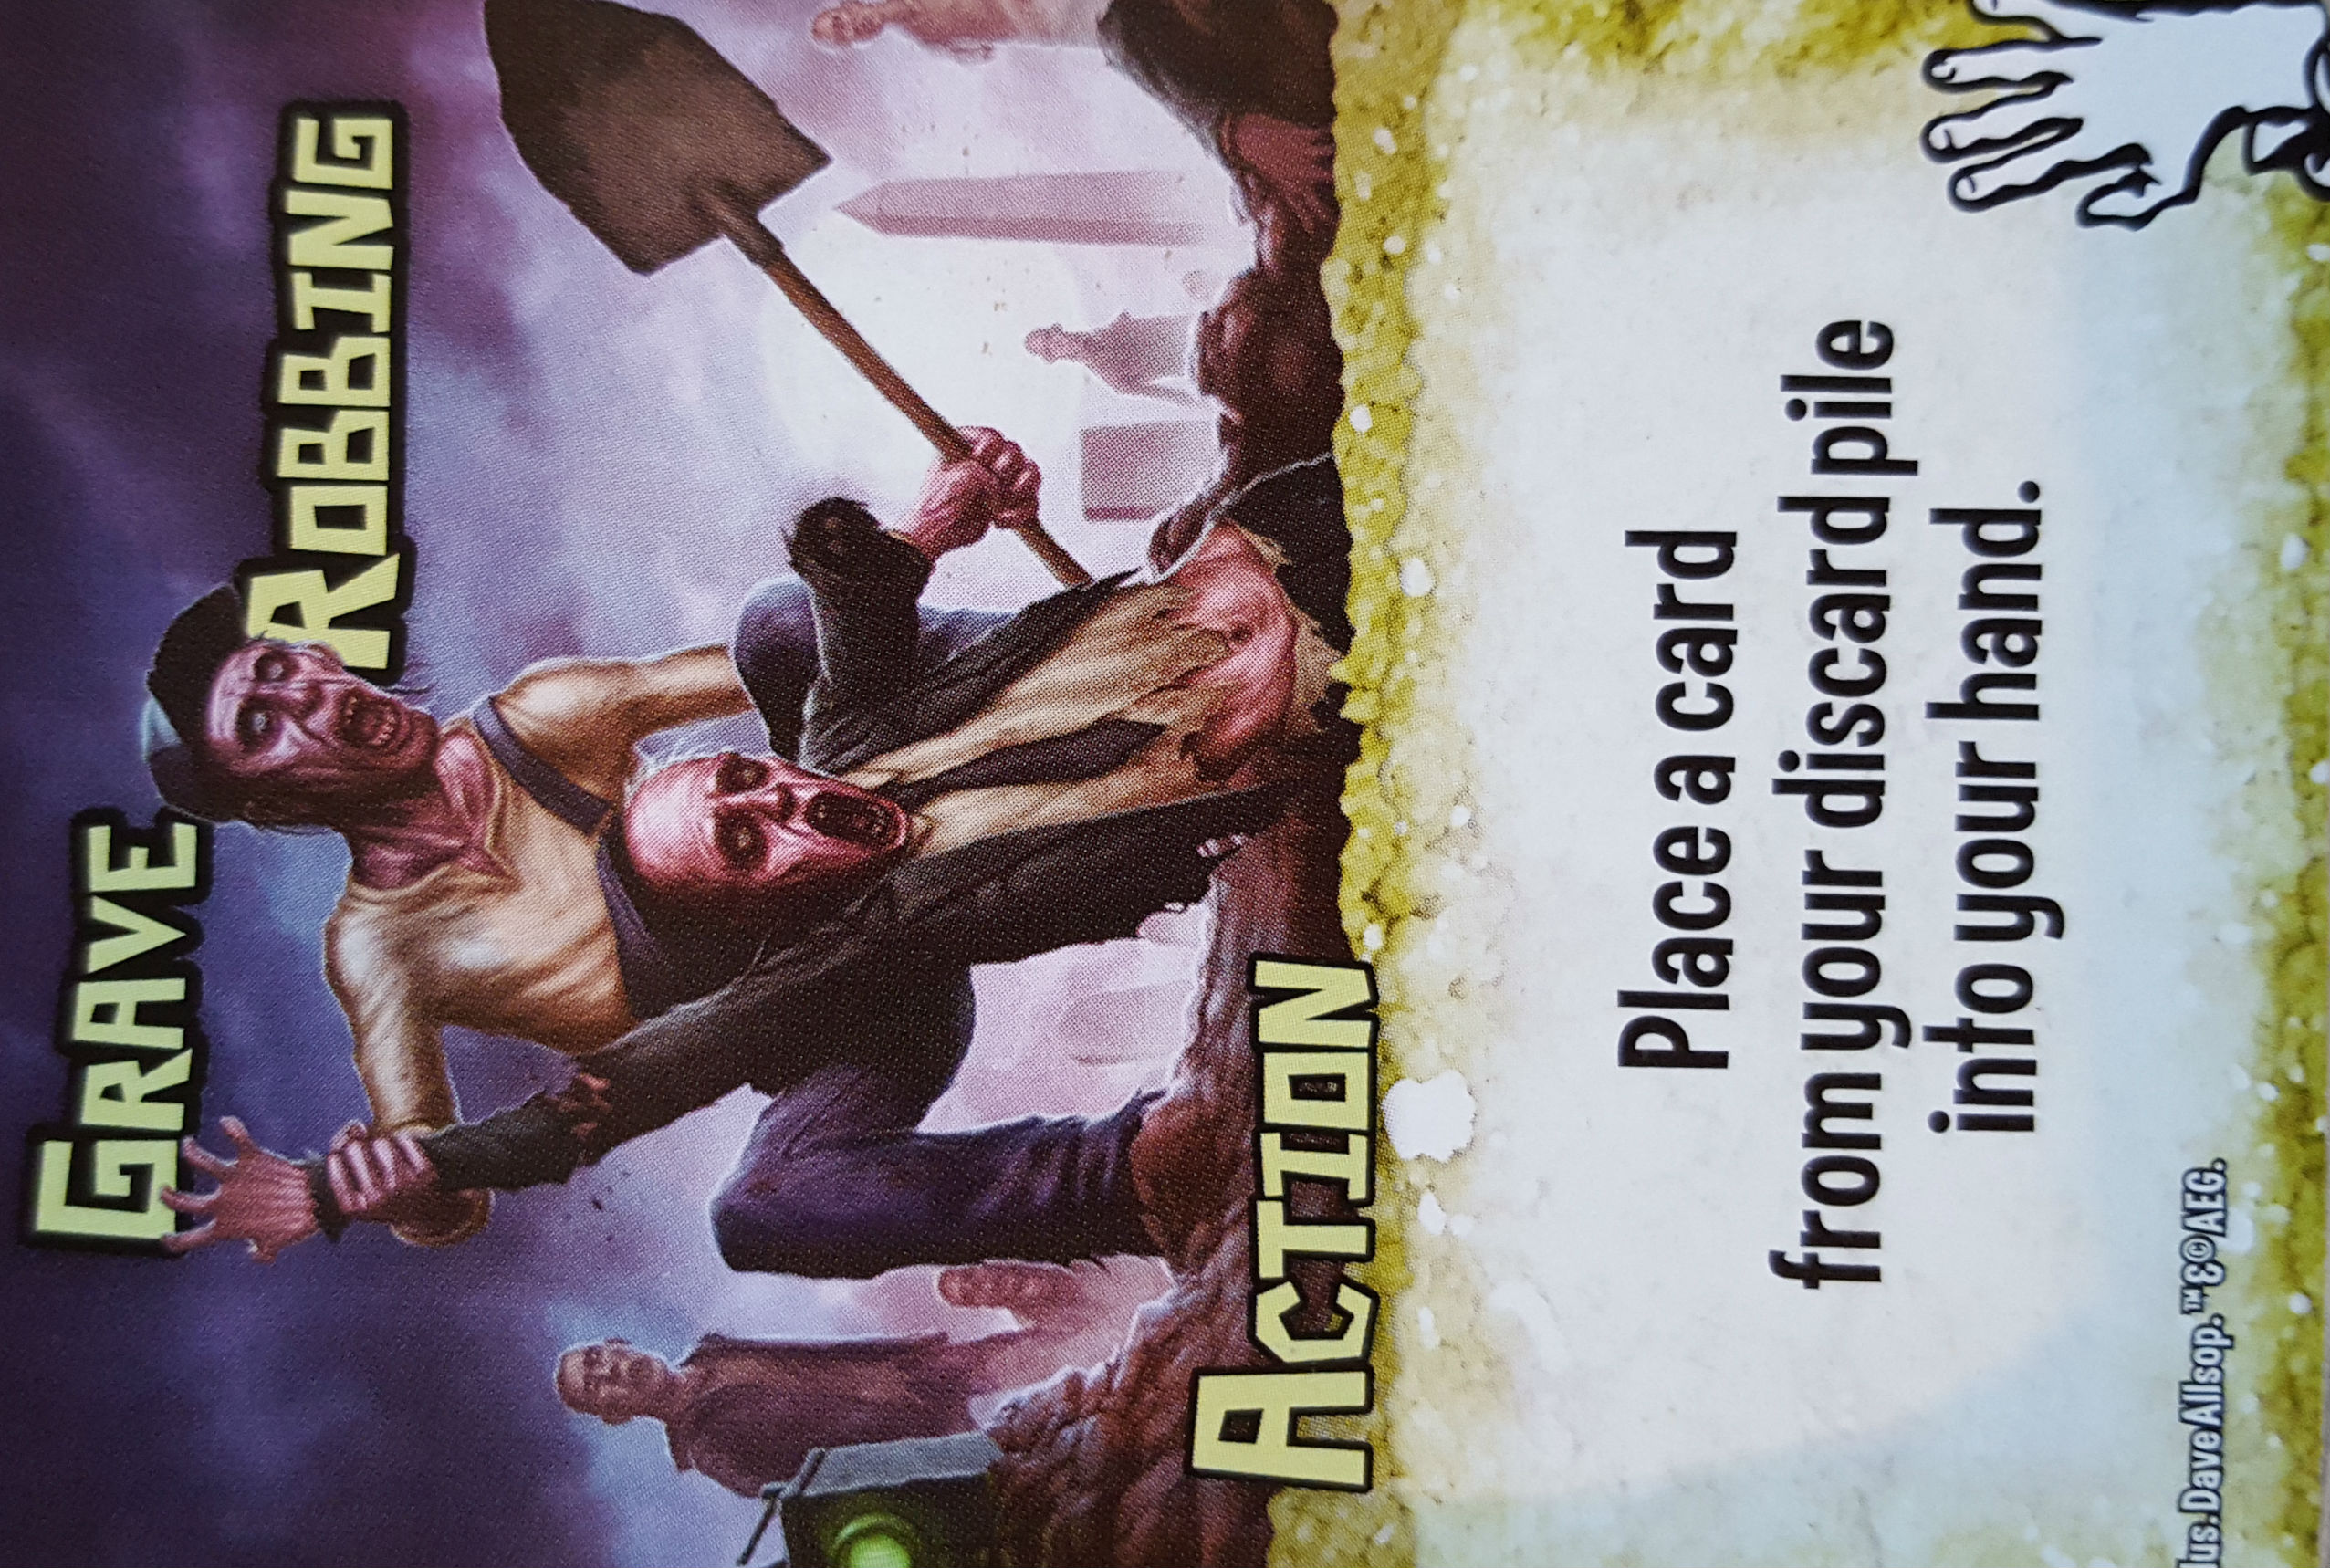 GRAVE
ROBBING
ACTION
Place a card
from your discard pile
into your hand.
lus. Dave Allsop. ™&©AEG.